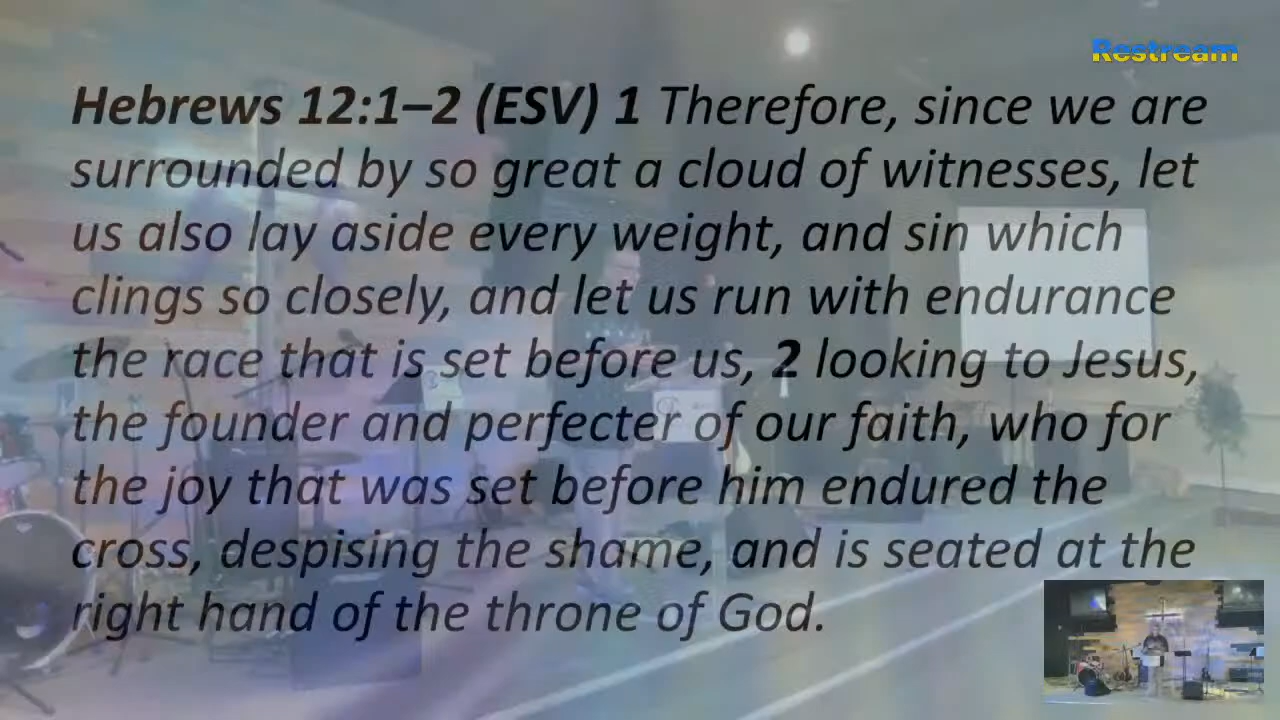 Restream
Hebrews 12:1–2 (ESV) 1 Therefore, since we are
surrounded by so great a cloud of witnesses, let
us also lay aside every weight, and sin which
clings so closely, and let us run with endurance
the race that is set before us, 2 looking to Jesus,
the founder and perfecter of our faith, who for
the joy that was set before him endured the
cross, despising the shame, and is seated at the
right hand of the throne of God.